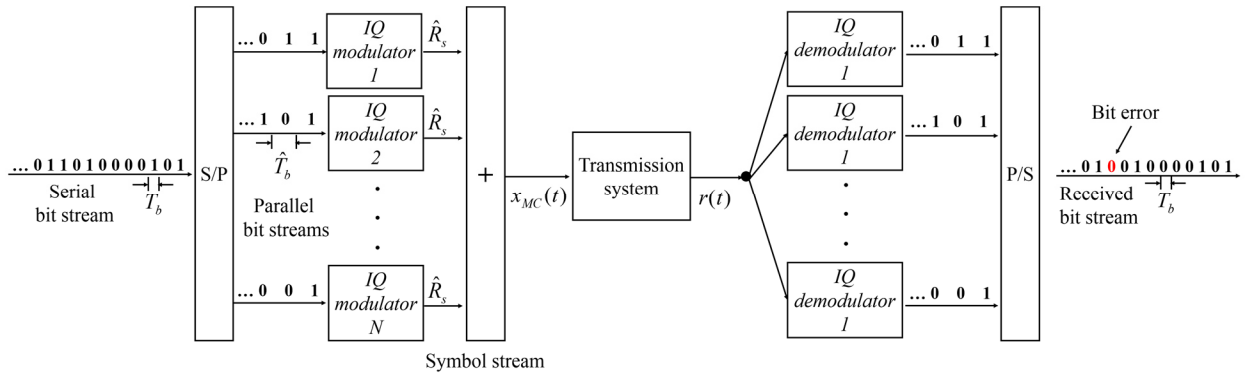 ... 0 1 1 0 1 0 1 0 0 0 0 1 0 1
Serial
bit stream
T_b
S/P
... 0 1 1
IQ
modulator
1
R̂_s
... 1 0 1
T̂_b
IQ
modulator
2
R̂_s
Parallel
bit streams
... 0 0 1
IQ
modulator
N
R̂_s
+
Symbol stream
x_MC(t)
Transmission
system
r(t)
IQ
demodulator
1
... 0 1 1
IQ
demodulator
1
... 1 0 1
IQ
demodulator
1
... 0 0 1
P/S
Bit error
... 0 1 0 0 1 0 0 0 0 1 0 1
Received
bit stream
T_b